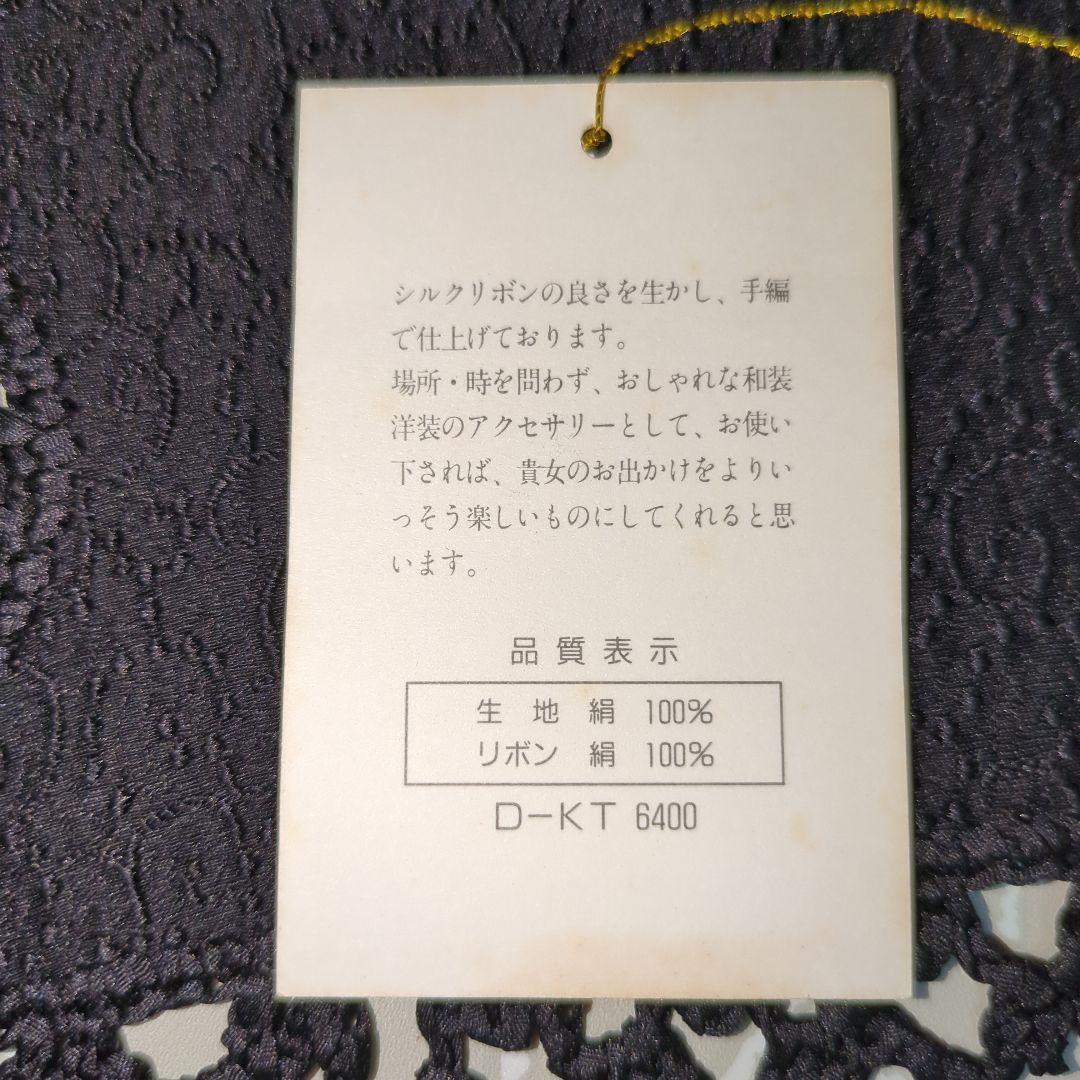 シルクリボンの良さを生かし、手編
で仕上げております。
場所・時を問わず、おしゃれな和装
洋装のアクセサリーとして、お使い
下されば、貴女のお出かけをよりい
っそう楽しいものにしてくれると思
います。
品質表示
生地 絹 100%
リボン 絹 100%
D-KT 6400